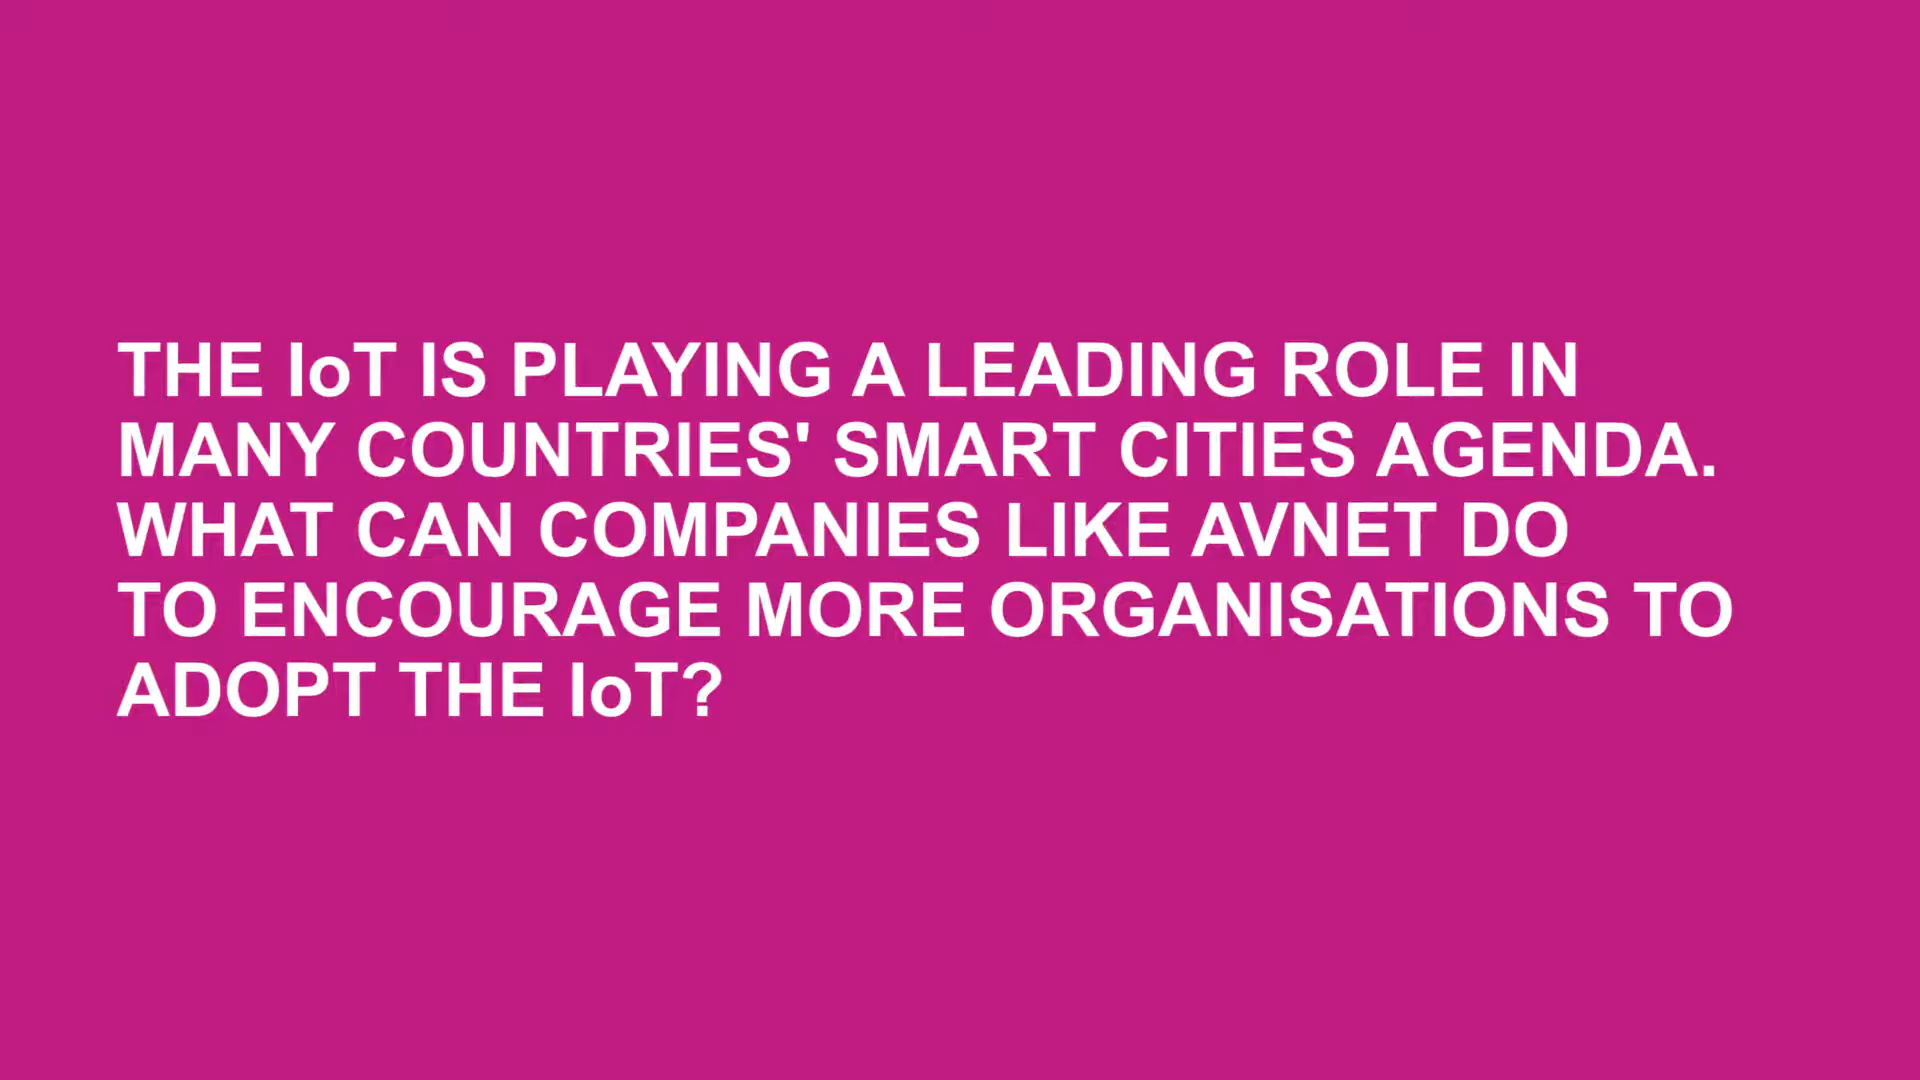 THE IoT IS PLAYING A LEADING ROLE IN
MANY COUNTRIES' SMART CITIES AGENDA.
WHAT CAN COMPANIES LIKE AVNET DO
TO ENCOURAGE MORE ORGANISATIONS TO
ADOPT THE IoT?